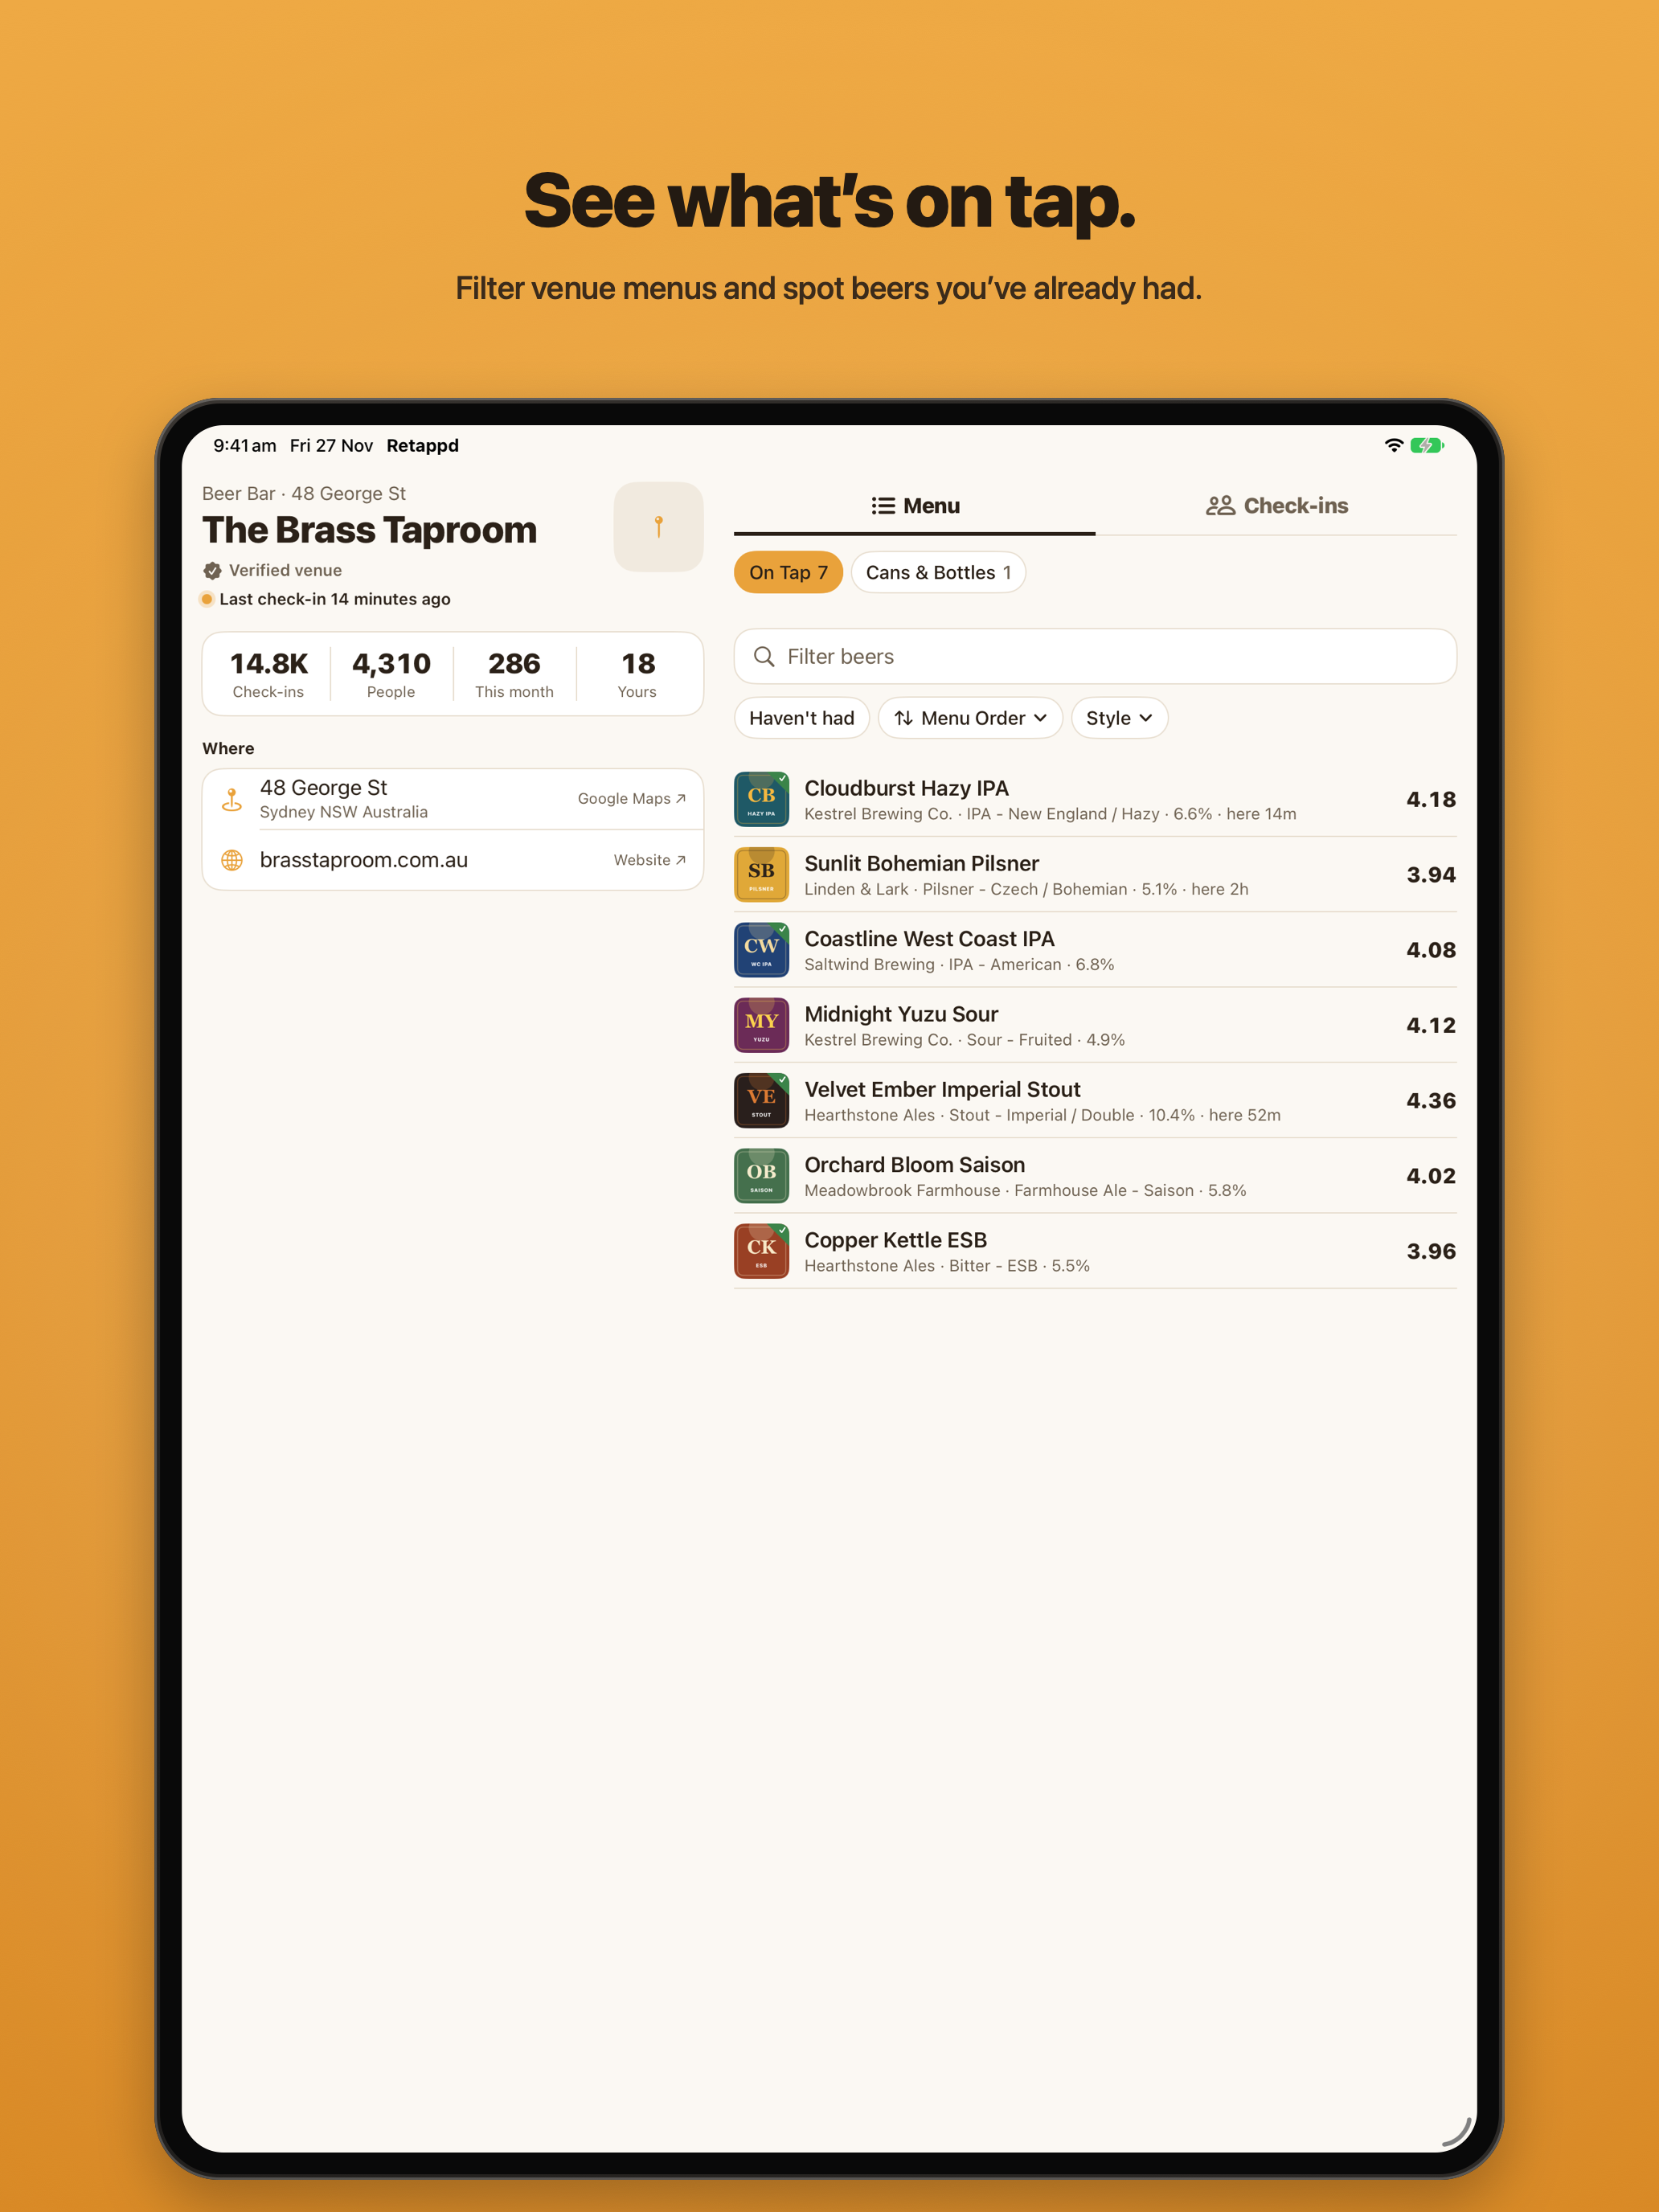 See what’s on tap.
Filter venue menus and spot beers you’ve already had.
9:41 am Fri 27 Nov Retappd
Beer Bar · 48 George St
The Brass Taproom
Verified venue
Last check-in 14 minutes ago
14.8K 4,310 286 18
Check-ins People This month Yours
Where
48 George St
Sydney NSW Australia
Google Maps ↗
brasstaproom.com.au
Website ↗
Menu Check-ins
On Tap 7 Cans & Bottles 1
Filter beers
Haven't had Menu Order Style
CB
HAZY IPA
Cloudburst Hazy IPA
Kestrel Brewing Co. · IPA - New England / Hazy · 6.6% · here 14m
4.18
SB
PILSNER
Sunlit Bohemian Pilsner
Linden & Lark · Pilsner - Czech / Bohemian · 5.1% · here 2h
3.94
CW
WC IPA
Coastline West Coast IPA
Saltwind Brewing · IPA - American · 6.8%
4.08
MY
YUZU
Midnight Yuzu Sour
Kestrel Brewing Co. · Sour - Fruited · 4.9%
4.12
VE
STOUT
Velvet Ember Imperial Stout
Hearthstone Ales · Stout - Imperial / Double · 10.4% · here 52m
4.36
OB
SAISON
Orchard Bloom Saison
Meadowbrook Farmhouse · Farmhouse Ale - Saison · 5.8%
4.02
CK
ESB
Copper Kettle ESB
Hearthstone Ales · Bitter - ESB · 5.5%
3.96